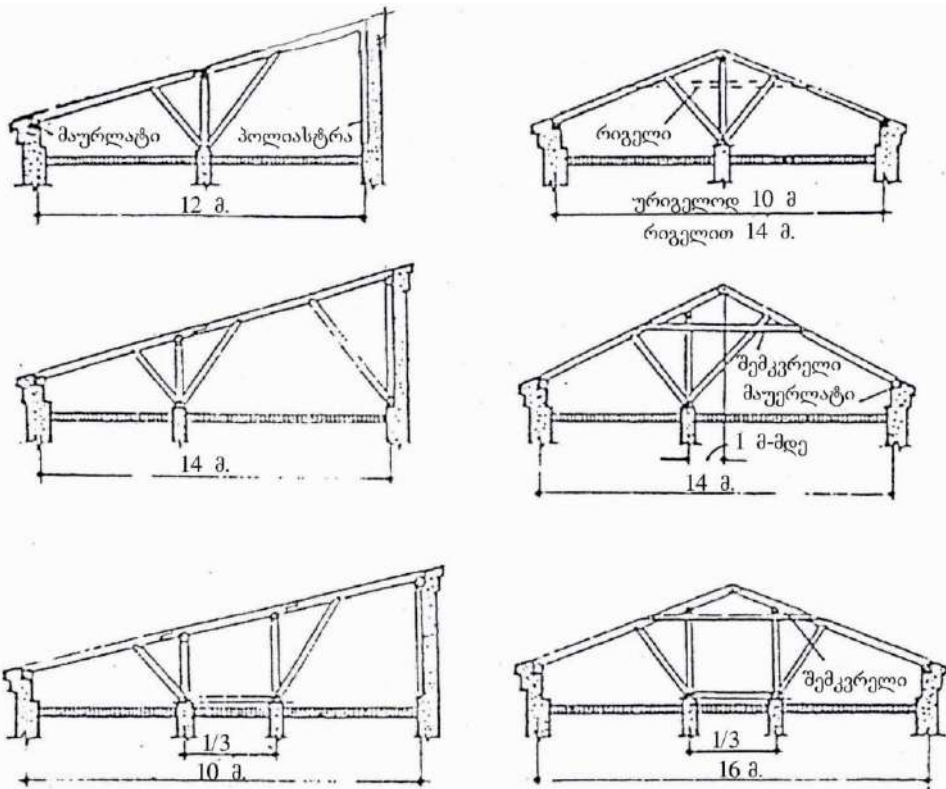 მაურლატი
პოლიასტრა
12 მ.
რიგელი
ურიგელოდ 10 მ
რიგელით 14 მ.
14 მ.
შემკვრელი
მაუერლატი
1 მ-მდე
14 მ.
1/3
10 მ.
შემკვრელი
1/3
16 მ.